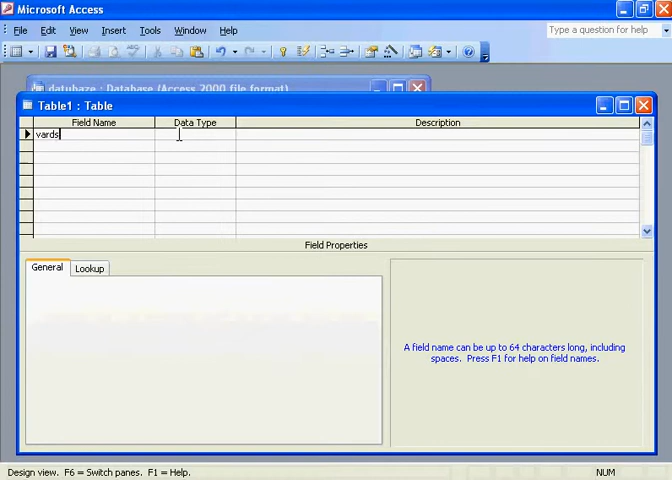 Microsoft Access
File Edit View Insert Tools Window Help
Type a question for help
datubaze : Database (Access 2000 file format)
Table1 : Table
Field Name Data Type Description
vards
Field Properties
General Lookup
A field name can be up to 64 characters long, including
spaces. Press F1 for help on field names.
Design view. F6 = Switch panes. F1 = Help.
NUM